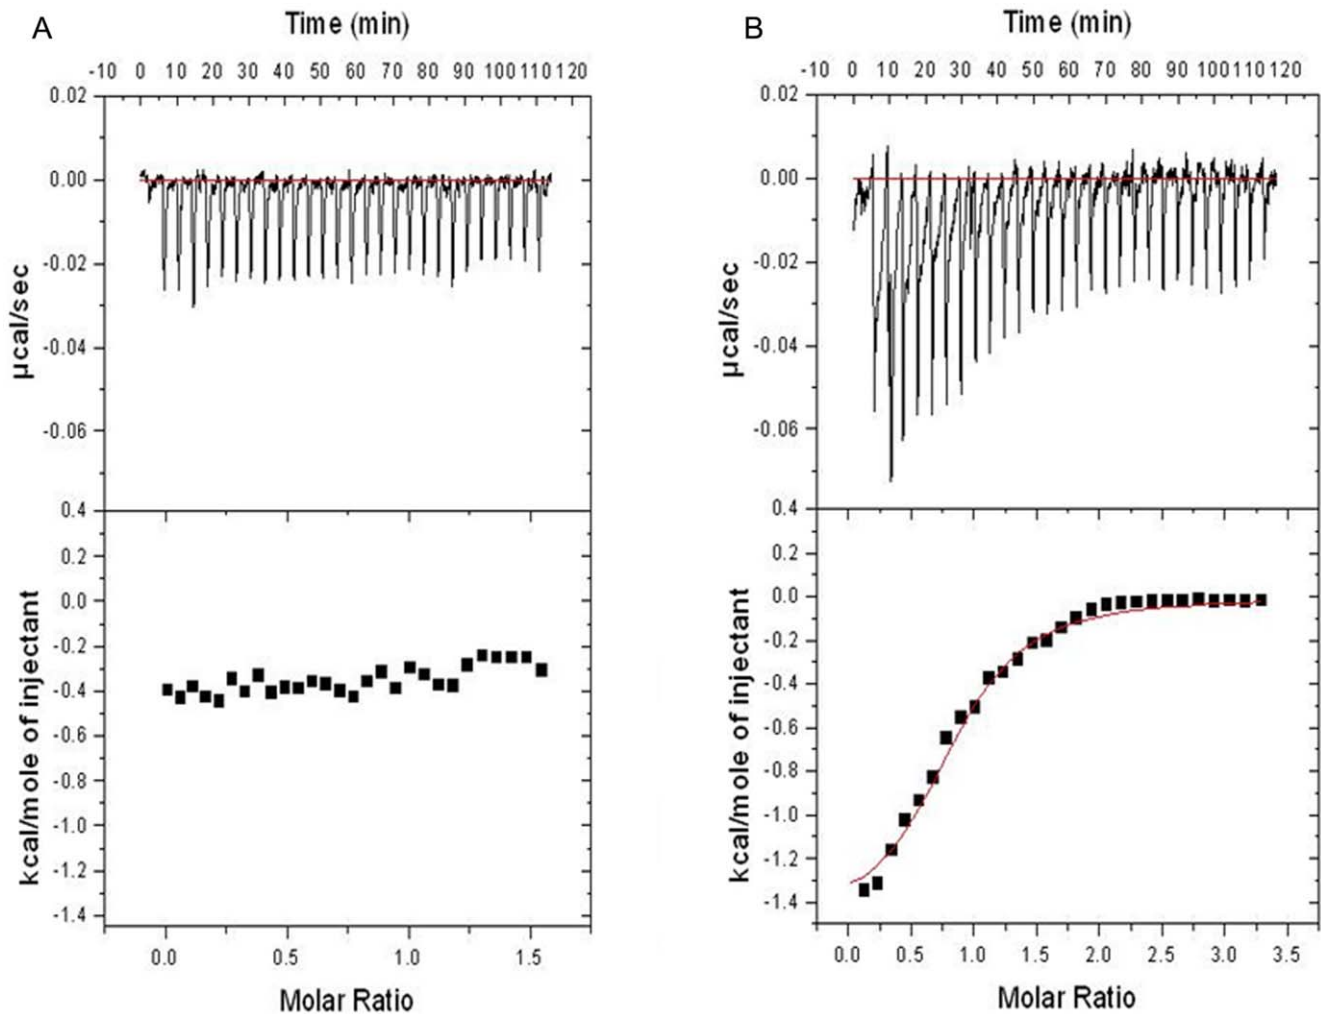 A
Time (min)
-10 0 10 20 30 40 50 60 70 80 90 100 110 120
0.02
0.00
-0.02
-0.04
-0.06
0.4
µcal/sec
0.2
0.0
-0.2
-0.4
-0.6
-0.8
-1.0
-1.2
-1.4
kcal/mole of injectant
0.0 0.5 1.0 1.5
Molar Ratio
B
Time (min)
-10 0 10 20 30 40 50 60 70 80 90 100 110 120
0.02
0.00
-0.02
-0.04
-0.06
0.4
µcal/sec
0.2
0.0
-0.2
-0.4
-0.6
-0.8
-1.0
-1.2
-1.4
kcal/mole of injectant
0.0 0.5 1.0 1.5 2.0 2.5 3.0 3.5
Molar Ratio